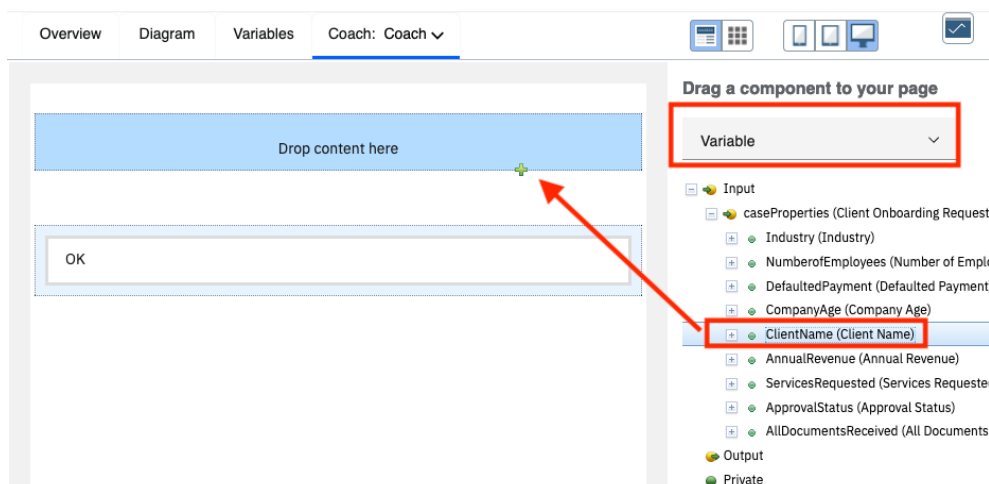 Overview Diagram Variables Coach: Coach
Drag a component to your page
Variable
Drop content here
Input
caseProperties (Client Onboarding Request
Industry (Industry)
OK
NumberofEmployees (Number of Emplo
DefaultedPayment (Defaulted Payment
CompanyAge (Company Age)
ClientName (Client Name)
AnnualRevenue (Annual Revenue)
ServicesRequested (Services Requeste
ApprovalStatus (Approval Status)
AllDocumentsReceived (All Documents
Output
Private